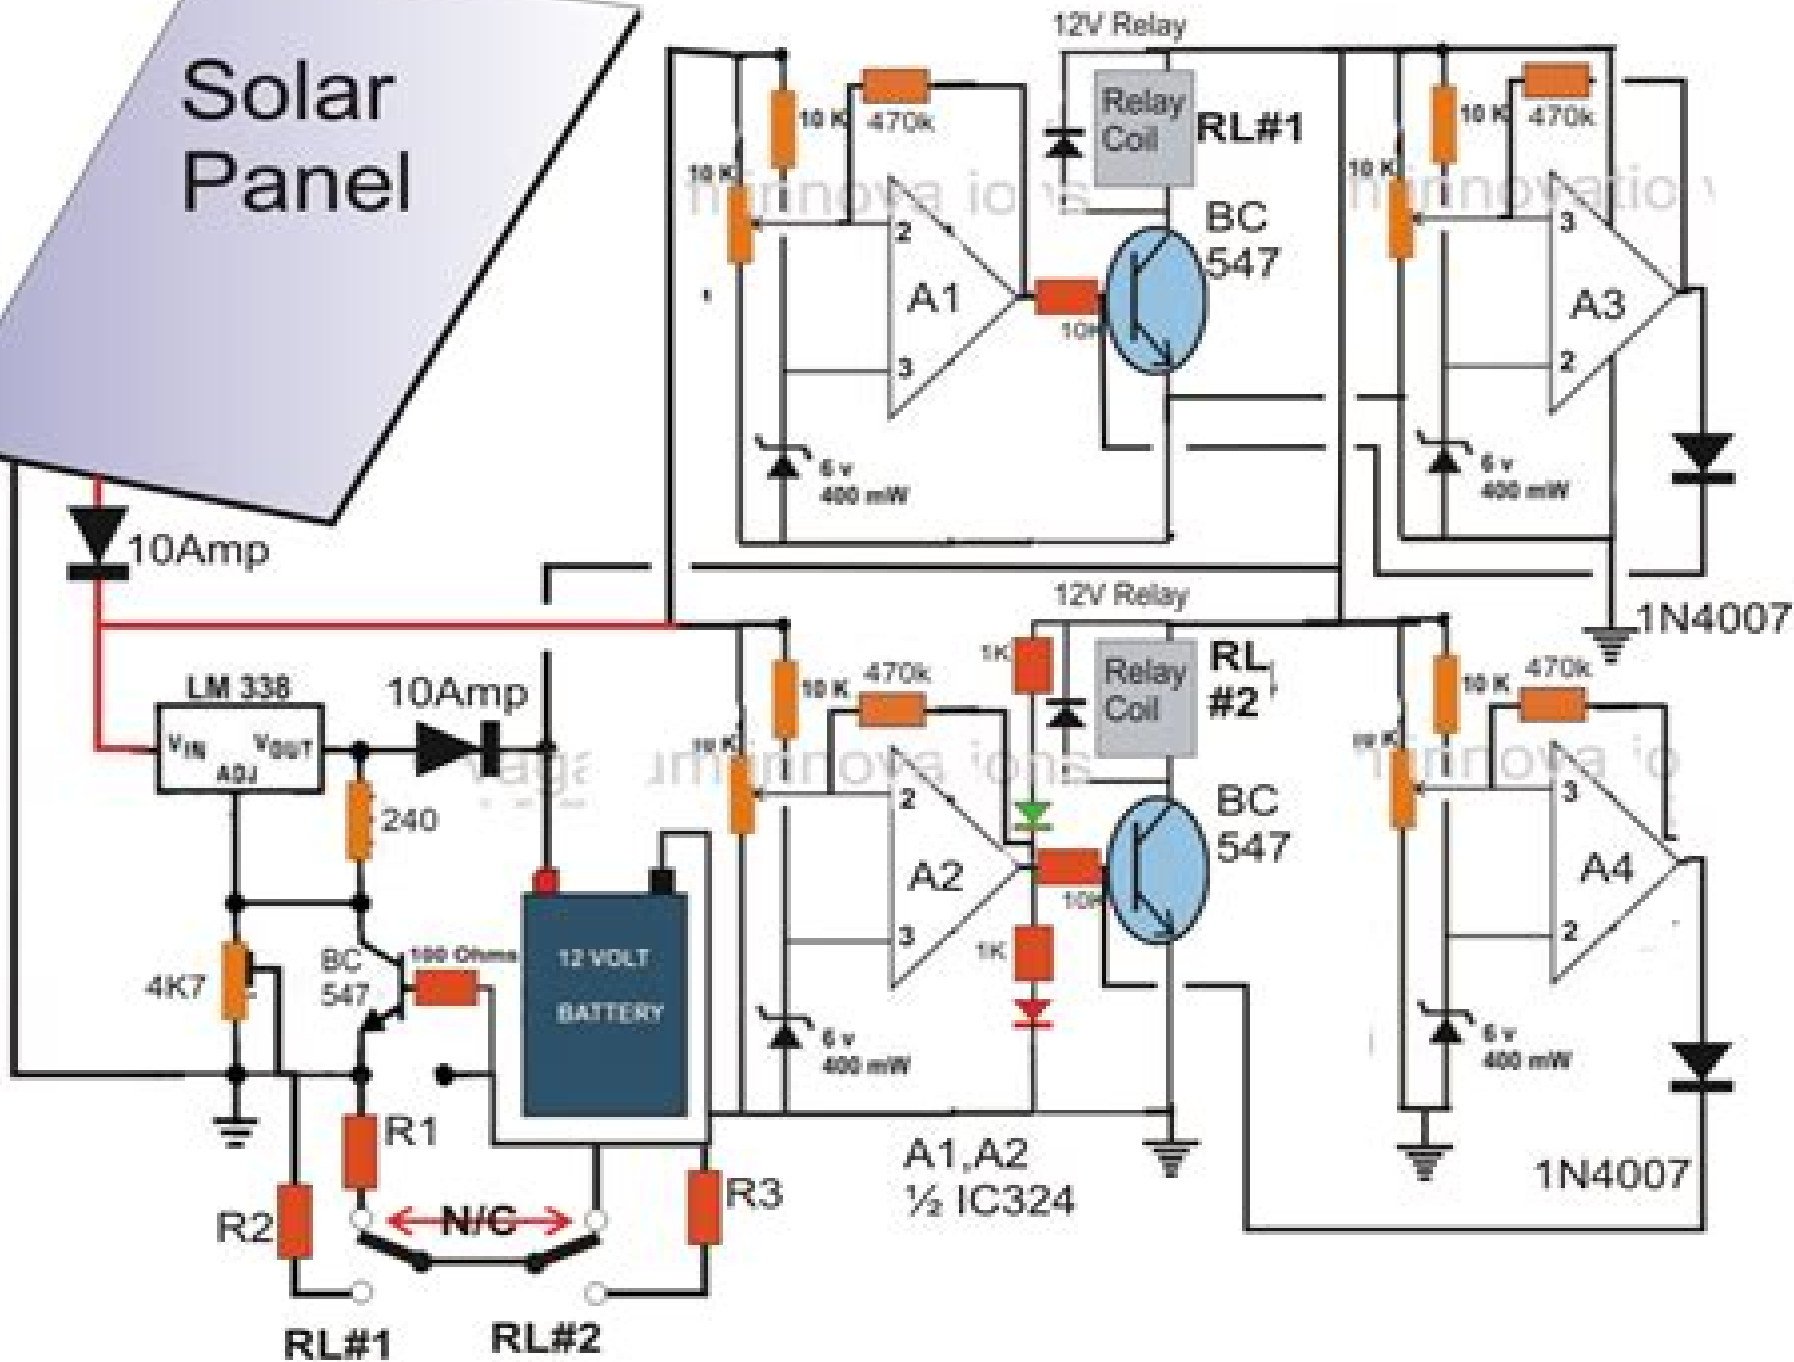 Solar
Panel
12V Relay
10 K
470k
Relay
Coil
RL#1
10 K
470k
10 K
10 K
BC
547
2
A1
3
10K
3
A3
2
6 v
400 mW
6 v
400 mW
10Amp
12V Relay
1N4007
LM 338
VIN
VOUT
ADJ
10Amp
10 K
470k
1K
Relay
Coil
RL
#2
10 K
470k
10 K
10 K
240
2
A2
3
10K
BC
547
3
A4
2
4K7
BC
547
100 Ohms
12 VOLT
BATTERY
1K
6 v
400 mW
6 v
400 mW
R1
R2
N/C
R3
A1,A2
½ IC324
1N4007
RL#1
RL#2